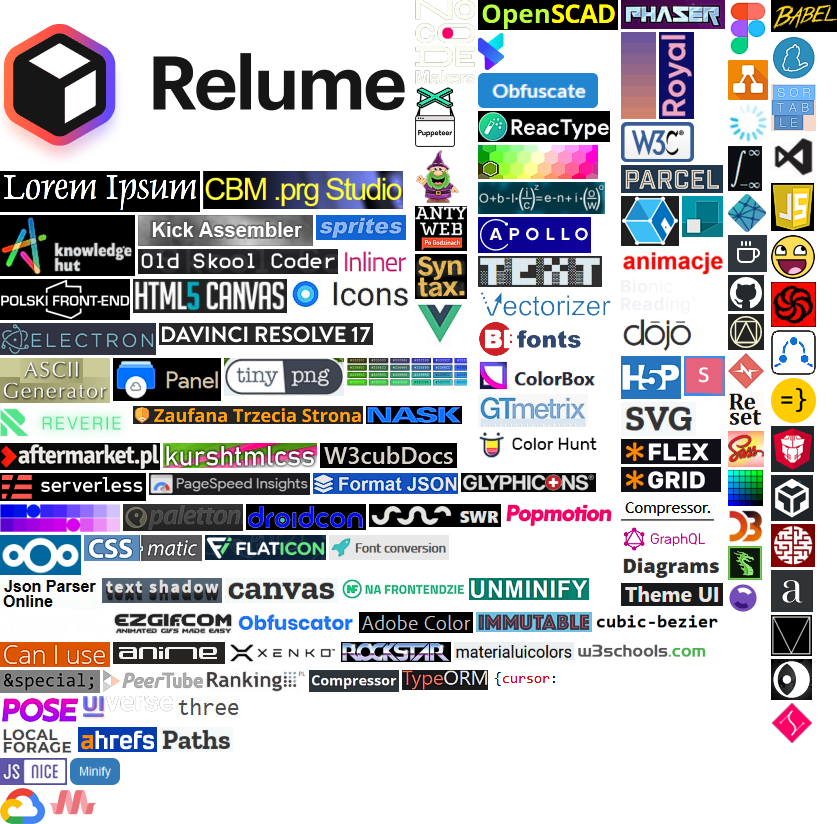 Relume
Lorem Ipsum
CBM .prg Studio
knowledge
hut
Kick Assembler
sprites
Old Skool Coder
Inliner
POLSKI FRONT-END
HTML5 CANVAS
Icons
ELECTRON
DAVINCI RESOLVE 17
ASCII
Generator
Panel
tiny png
REVERIE
Zaufana Trzecia Strona
NASK
aftermarket.pl
kurshtmlcss
W3cubDocs
serverless
PageSpeed Insights
Format JSON
GLYPHICONS®
paletton
droidcon
SWR
Popmotion
CSS matic
FLATICON
Font conversion
Json Parser
Online
text shadow
canvas
NF NA FRONTENDZIE
UNMINIFY
EZGIF.COM
ANIMATED GIFS MADE EASY
Obfuscator
Adobe Color
IMMUTABLE
cubic-bezier
Can I use
anime
XENKO
ROCKSTAR
materialuicolors
w3schools.com
&special;
PeerTube
Ranking
PL
Compressor
TypeORM
{cursor:
POSE
UI verse
three
LOCAL
FORAGE
ahrefs
Paths
JS NICE
Minify
Makers
Puppeteer
ANTY
WEB
Po Godzinach
Syn
tax.
OpenSCAD
Obfuscate
ReacType
APOLLO
TEXT
Vectorizer
BE fonts
ColorBox
GTmetrix
Color Hunt
PHASER
Royal
W3C®
PARCEL
animacje
Bionic
Reading
dōjō
H5P
S
SVG
FLEX
GRID
Compressor.
GraphQL
Diagrams
Theme UI
Re
set
Sass
D3
BABEL
SOR
TAB
LE
JS
={
a